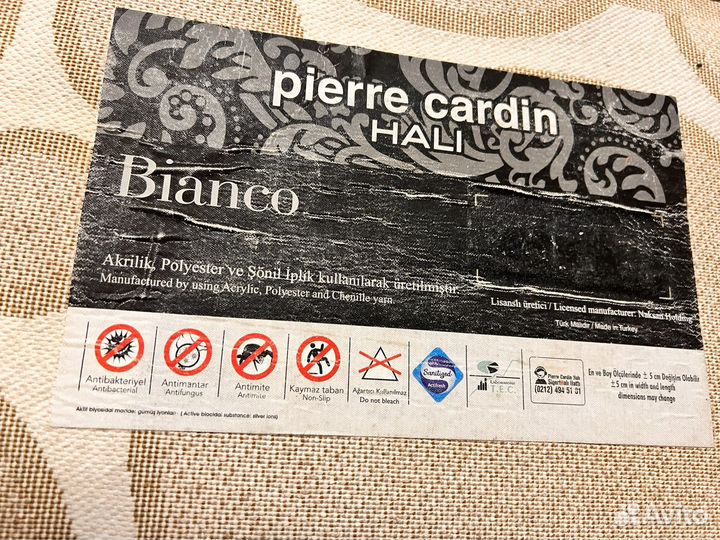 pierre cardin
HALI
Bianco
Akrilik, Polyester ve Şönil İplik kullanılarak üretilmiştir.
Manufactured by using Acrylic, Polyester and Chenille yarn.
Lisanslı üretici / Licensed manufacturer: Naksan Holding
Türk Malıdır / Made in Turkey
Antibakteriyel
Antibacterial
Antimantar
Antifungus
Antimite
Antimite
Kaymaz taban
Non-Slip
Ağartıcı Kullanılmaz
Do not bleach
Sanitized
Actifresh
Laboratories
T.E.C.
Pierre Cardin Halı
(0212) 494 51 01
En ve Boy Ölçülerinde ± 5 cm Değişim Olabilir
±5 cm in width and length
dimensions may change
Aktif biyosidal madde: gümüş iyonları ( Active biocidal substance: silver ions)
Avito